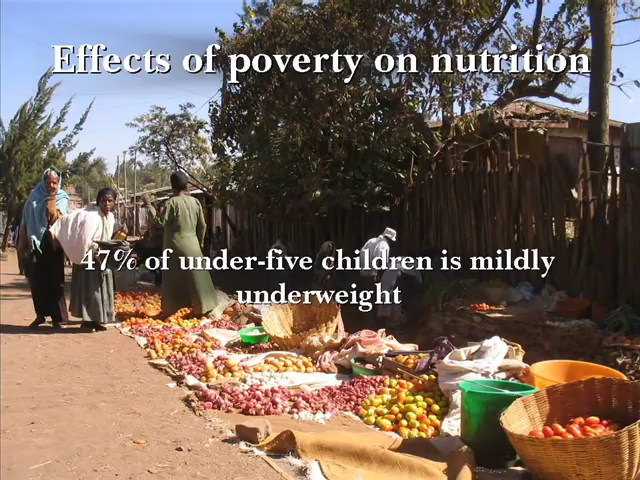 Effects of poverty on nutrition
47% of under-five children is mildly
underweight